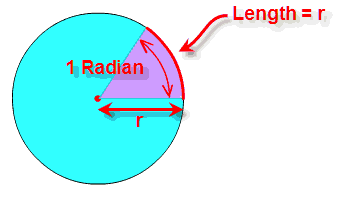 Length = r
1 Radian
r